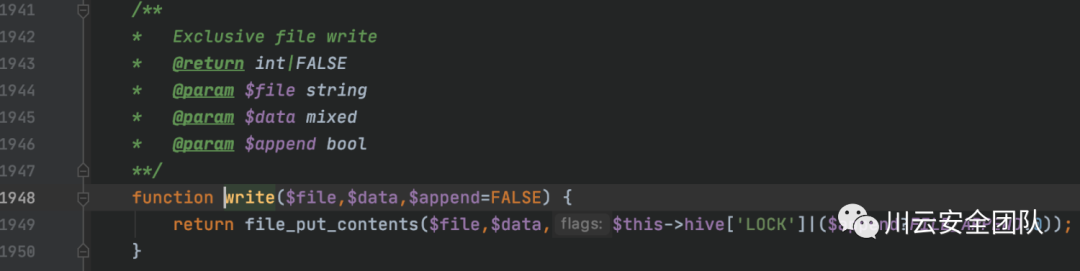 1941 /**
1942 * Exclusive file write
1943 * @return int|FALSE
1944 * @param $file string
1945 * @param $data mixed
1946 * @param $append bool
1947 **/
1948 function write($file,$data,$append=FALSE) {
1949 return file_put_contents($file,$data, flags: $this->hive['LOCK']|($ ));
川云安全团队
1950 }